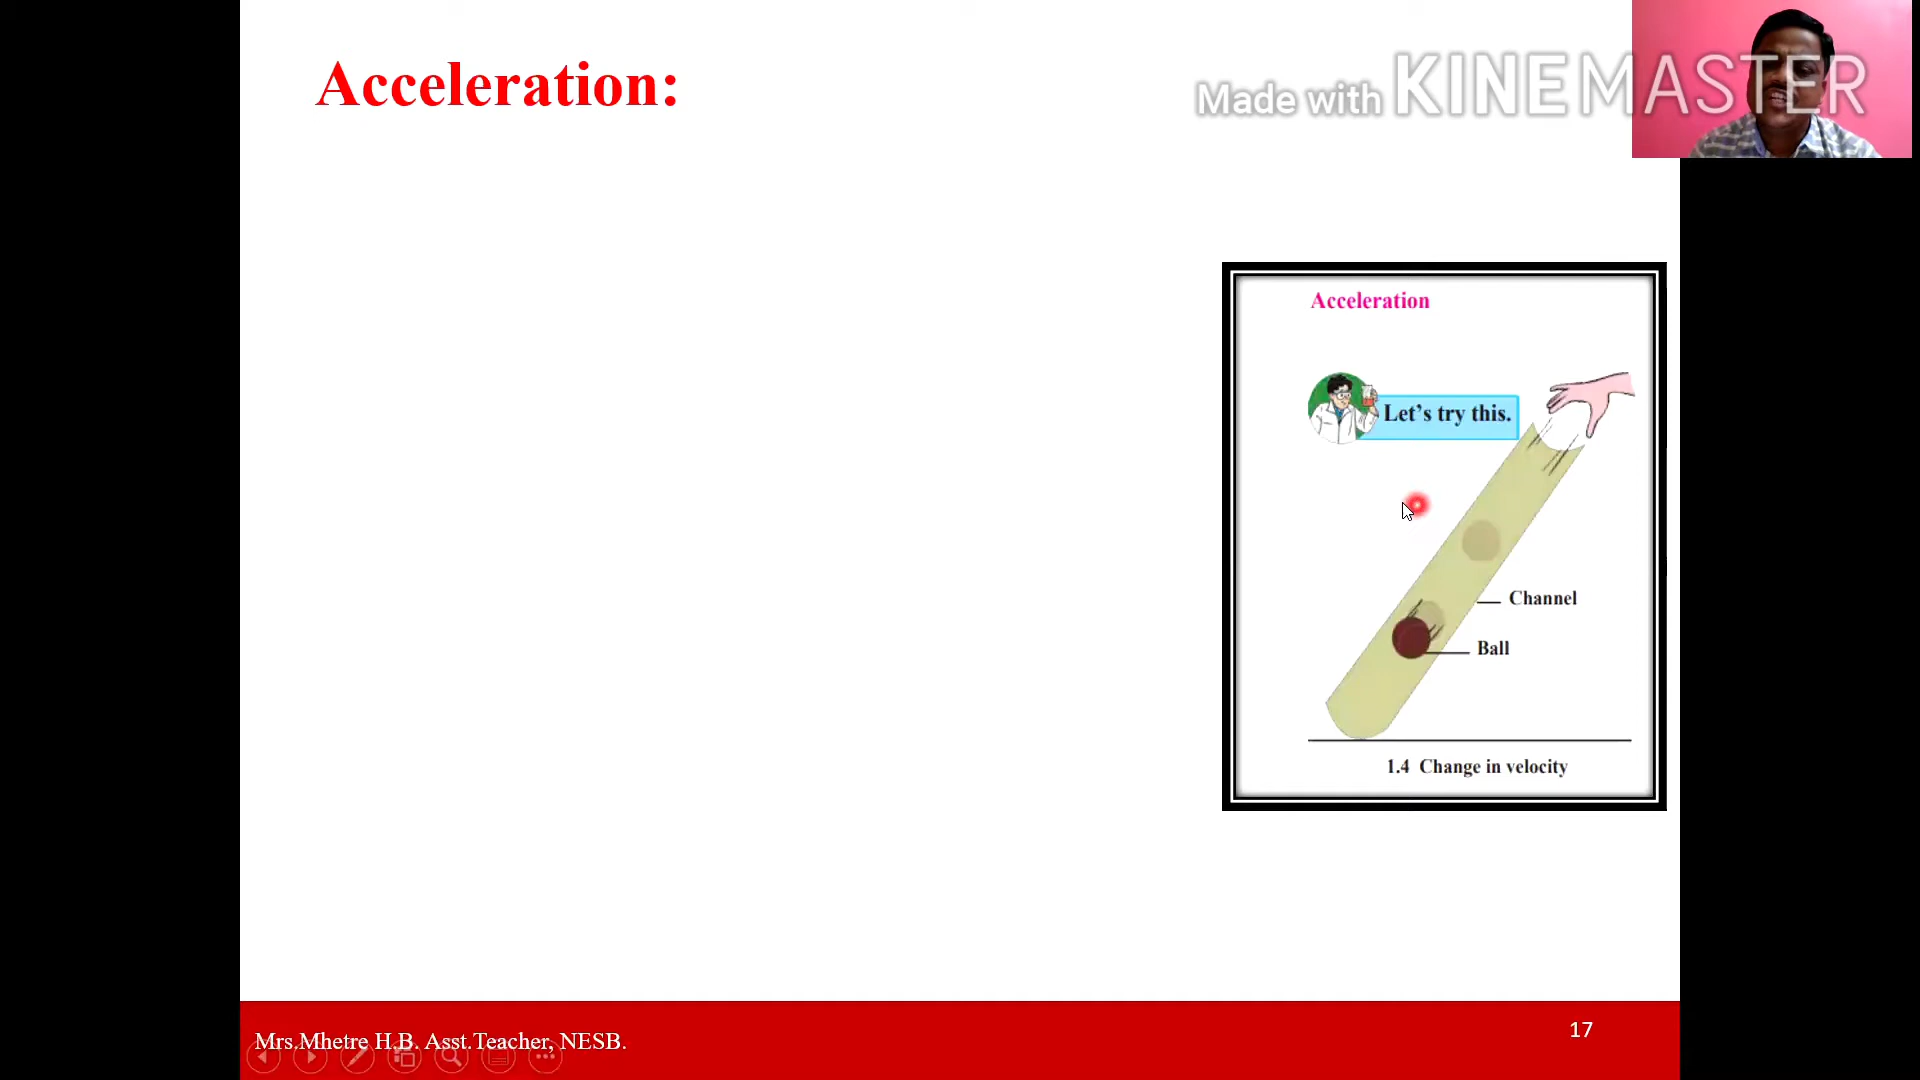 Acceleration:
Made with KINEMASTER
Acceleration
Let's try this.
Channel
Ball
1.4 Change in velocity
Mrs.Mhetre H.B. Asst.Teacher, NESB.
17